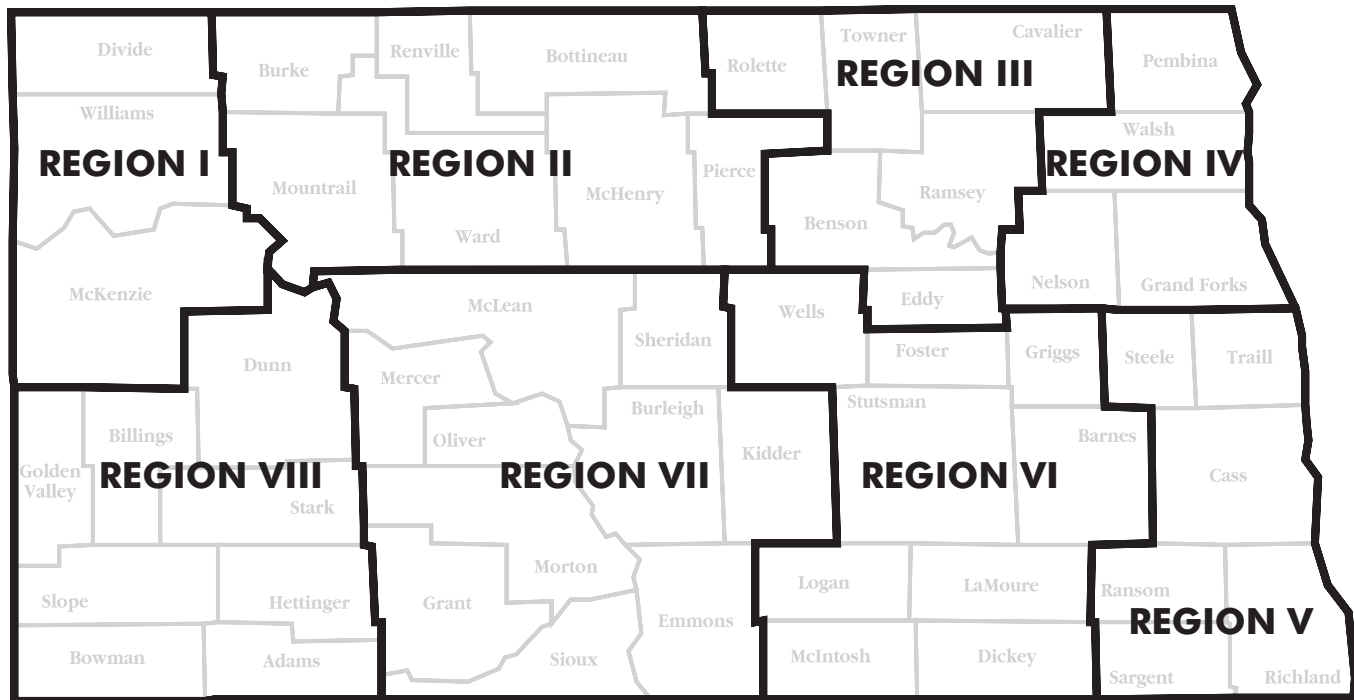 Divide
Burke
Renville
Bottineau
Rolette
Towner
Cavalier
Pembina
REGION III
Williams
Walsh
REGION I
REGION II
REGION IV
Mountrail
McHenry
Pierce
Ramsey
Benson
Ward
McKenzie
McLean
Wells
Eddy
Nelson
Grand Forks
Dunn
Mercer
Sheridan
Foster
Griggs
Steele
Traill
Billings
Oliver
Burleigh
Kidder
Stutsman
Barnes
Cass
Golden
Valley
REGION VIII
REGION VII
REGION VI
Stark
Slope
Hettinger
Grant
Morton
Emmons
Logan
LaMoure
Ransom
REGION V
Bowman
Adams
Sioux
McIntosh
Dickey
Sargent
Richland